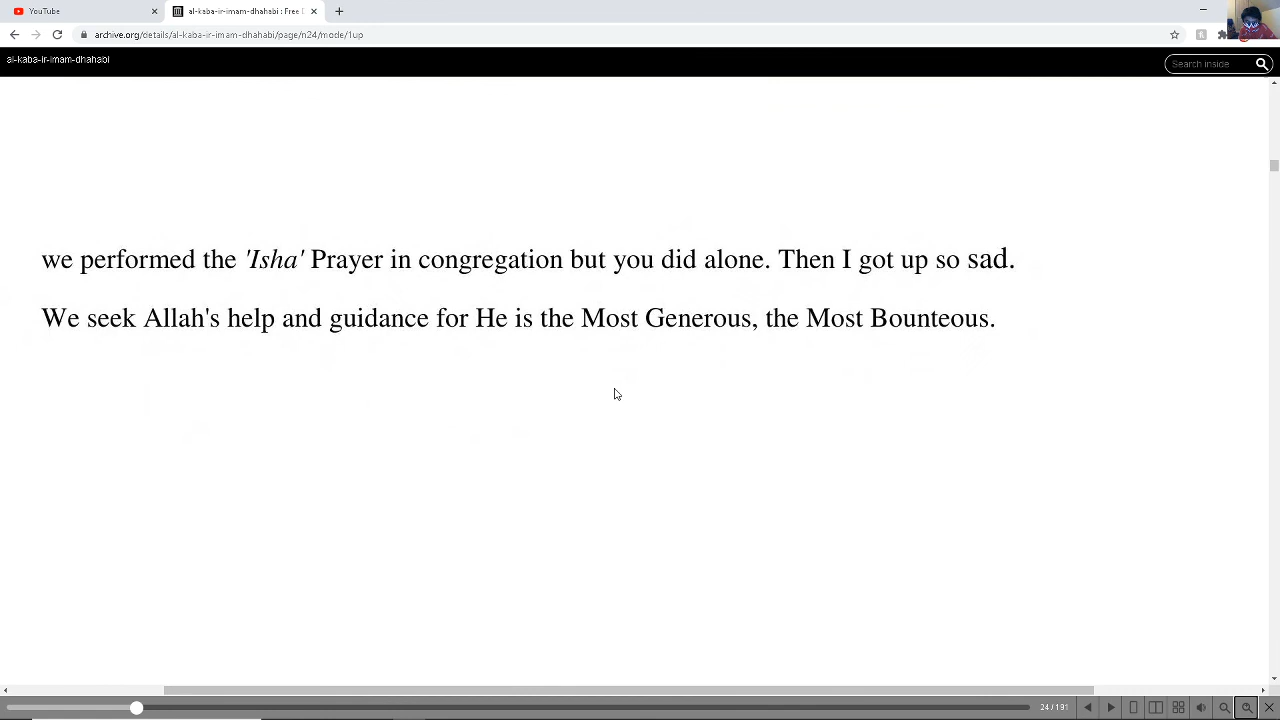 YouTube
al-kaba-ir-imam-dhahabi : Free
archive.org/details/al-kaba-ir-imam-dhahabi/page/n24/mode/1up
al-kaba-ir-imam-dhahabi
Search inside
we performed the 'Isha' Prayer in congregation but you did alone. Then I got up so sad.
We seek Allah's help and guidance for He is the Most Generous, the Most Bounteous.
24 / 191